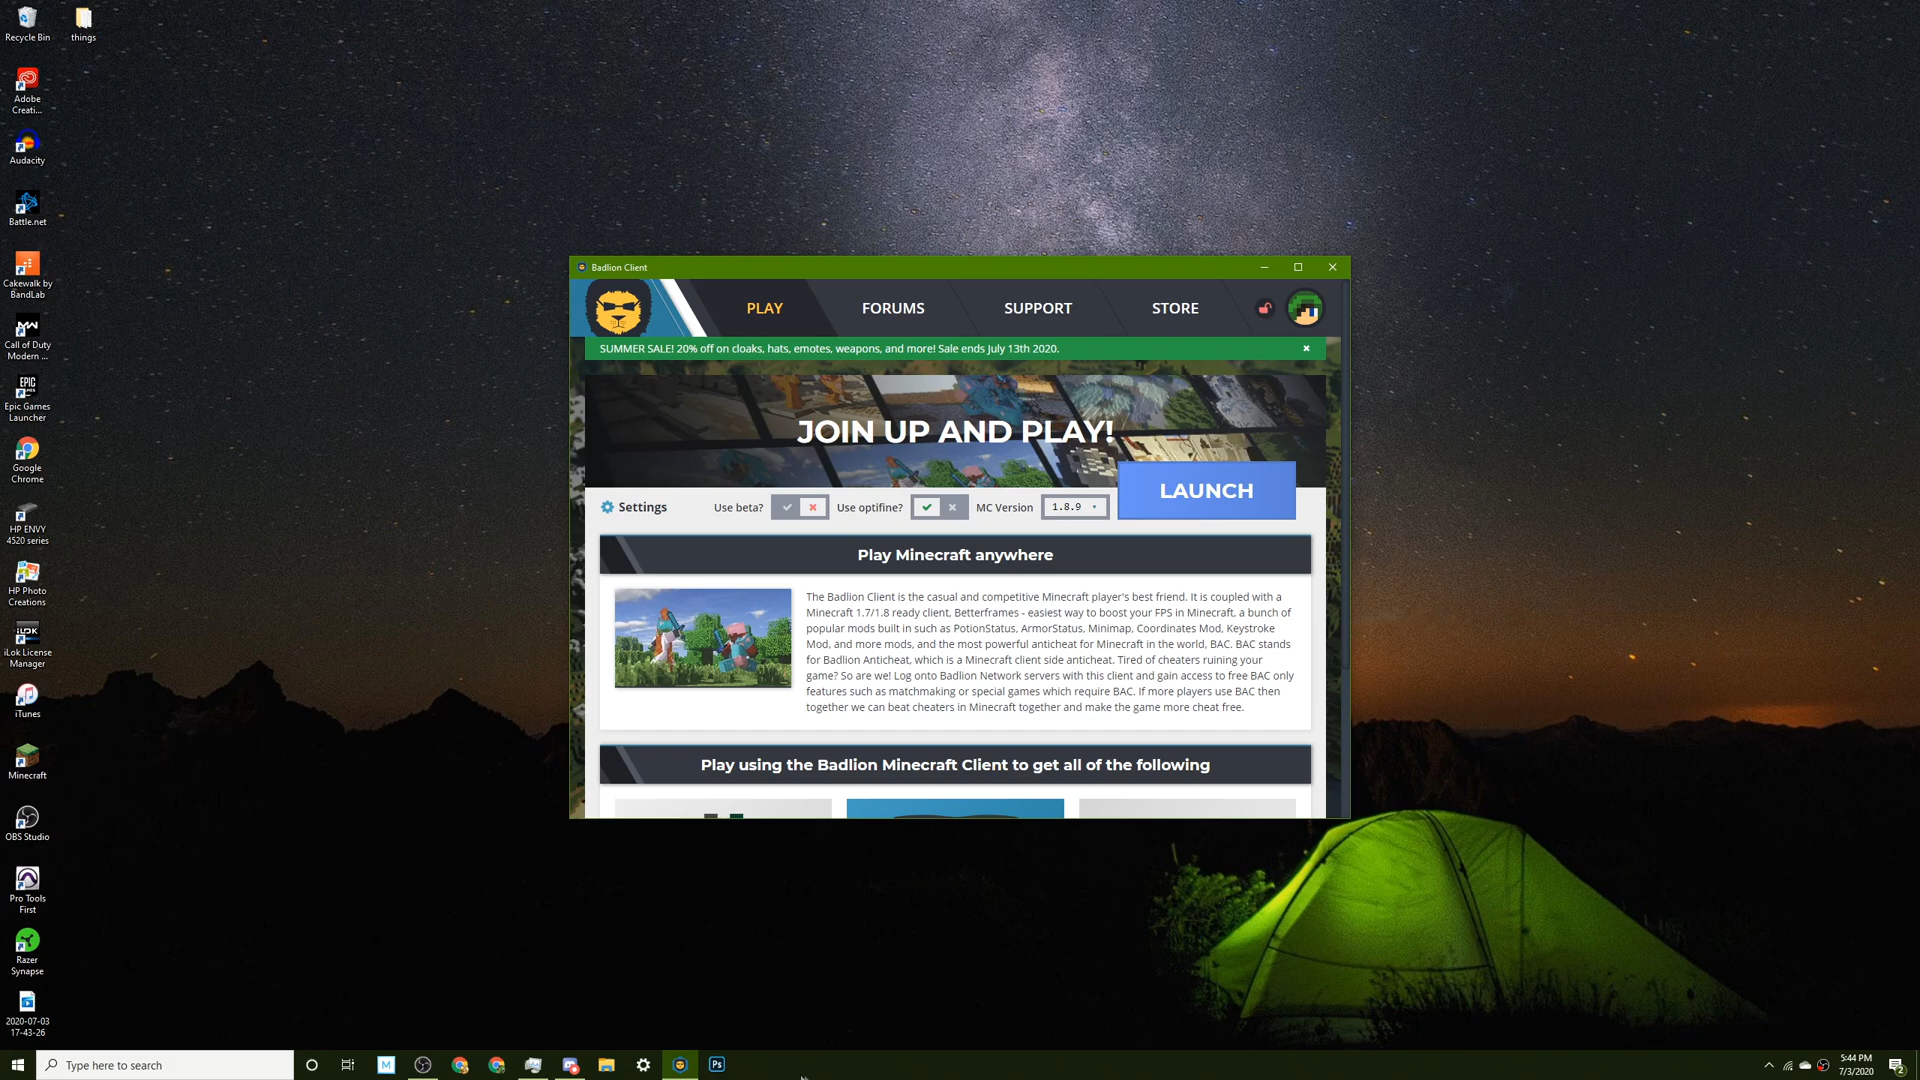 Recycle Bin
things
Adobe
Creati...
Audacity
Battle.net
Cakewalk by
BandLab
Call of Duty
Modern ...
Epic Games
Launcher
Google
Chrome
HP ENVY
4520 series
HP Photo
Creations
iLok License
Manager
iTunes
Minecraft
OBS Studio
Pro Tools
First
Razer
Synapse
2020-07-03
17-43-26
Badlion Client
PLAY
FORUMS
SUPPORT
STORE
SUMMER SALE! 20% off on cloaks, hats, emotes, weapons, and more! Sale ends July 13th 2020.
JOIN UP AND PLAY!
Settings
Use beta?
Use optifine?
MC Version
1.8.9
LAUNCH
Play Minecraft anywhere
The Badlion Client is the casual and competitive Minecraft player's best friend. It is coupled with a
Minecraft 1.7/1.8 ready client, Betterframes - easiest way to boost your FPS in Minecraft, a bunch of
popular mods built in such as PotionStatus, ArmorStatus, Minimap, Coordinates Mod, Keystroke
Mod, and more mods, and the most powerful anticheat for Minecraft in the world, BAC. BAC stands
for Badlion Anticheat, which is a Minecraft client side anticheat. Tired of cheaters ruining your
game? So are we! Log onto Badlion Network servers with this client and gain access to free BAC only
features such as matchmaking or special games which require BAC. If more players use BAC then
together we can beat cheaters in Minecraft together and make the game more cheat free.
Play using the Badlion Minecraft Client to get all of the following
Type here to search
M
Ps
5:44 PM
7/3/2020
2